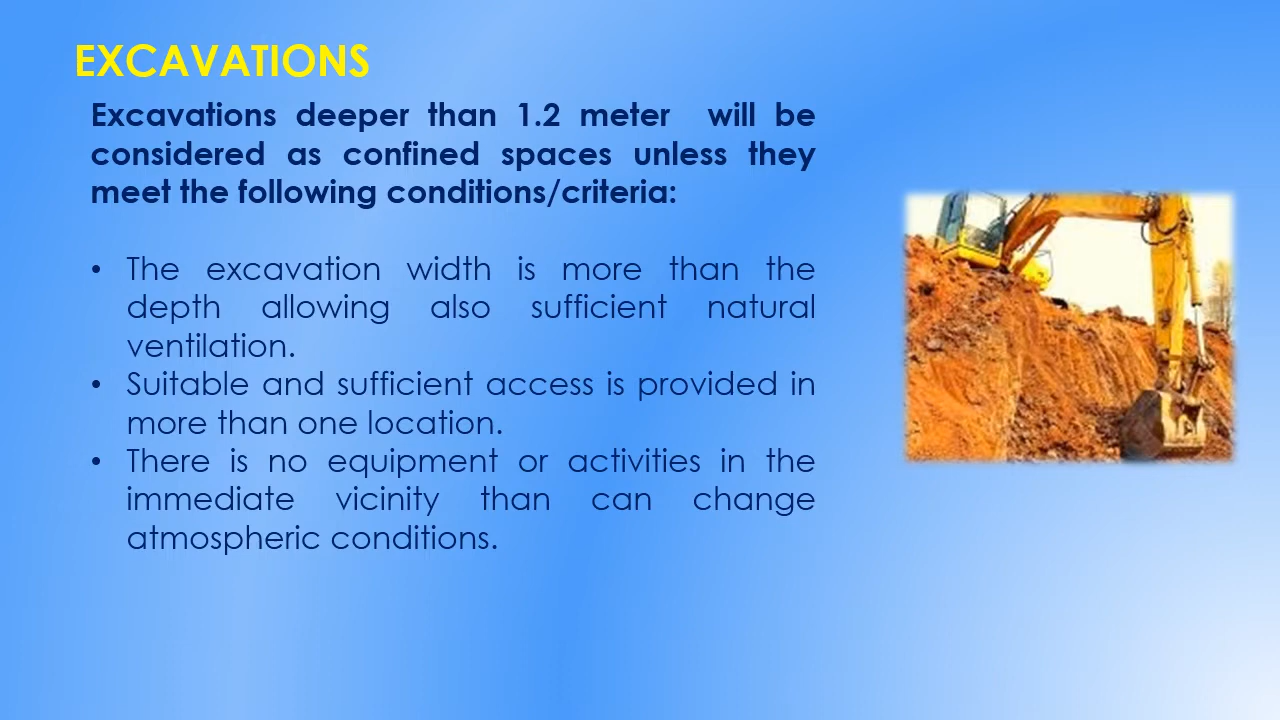 EXCAVATIONS
Excavations deeper than 1.2 meter will be
considered as confined spaces unless they
meet the following conditions/criteria:
• The excavation width is more than the
depth allowing also sufficient natural
ventilation.
• Suitable and sufficient access is provided in
more than one location.
• There is no equipment or activities in the
immediate vicinity than can change
atmospheric conditions.